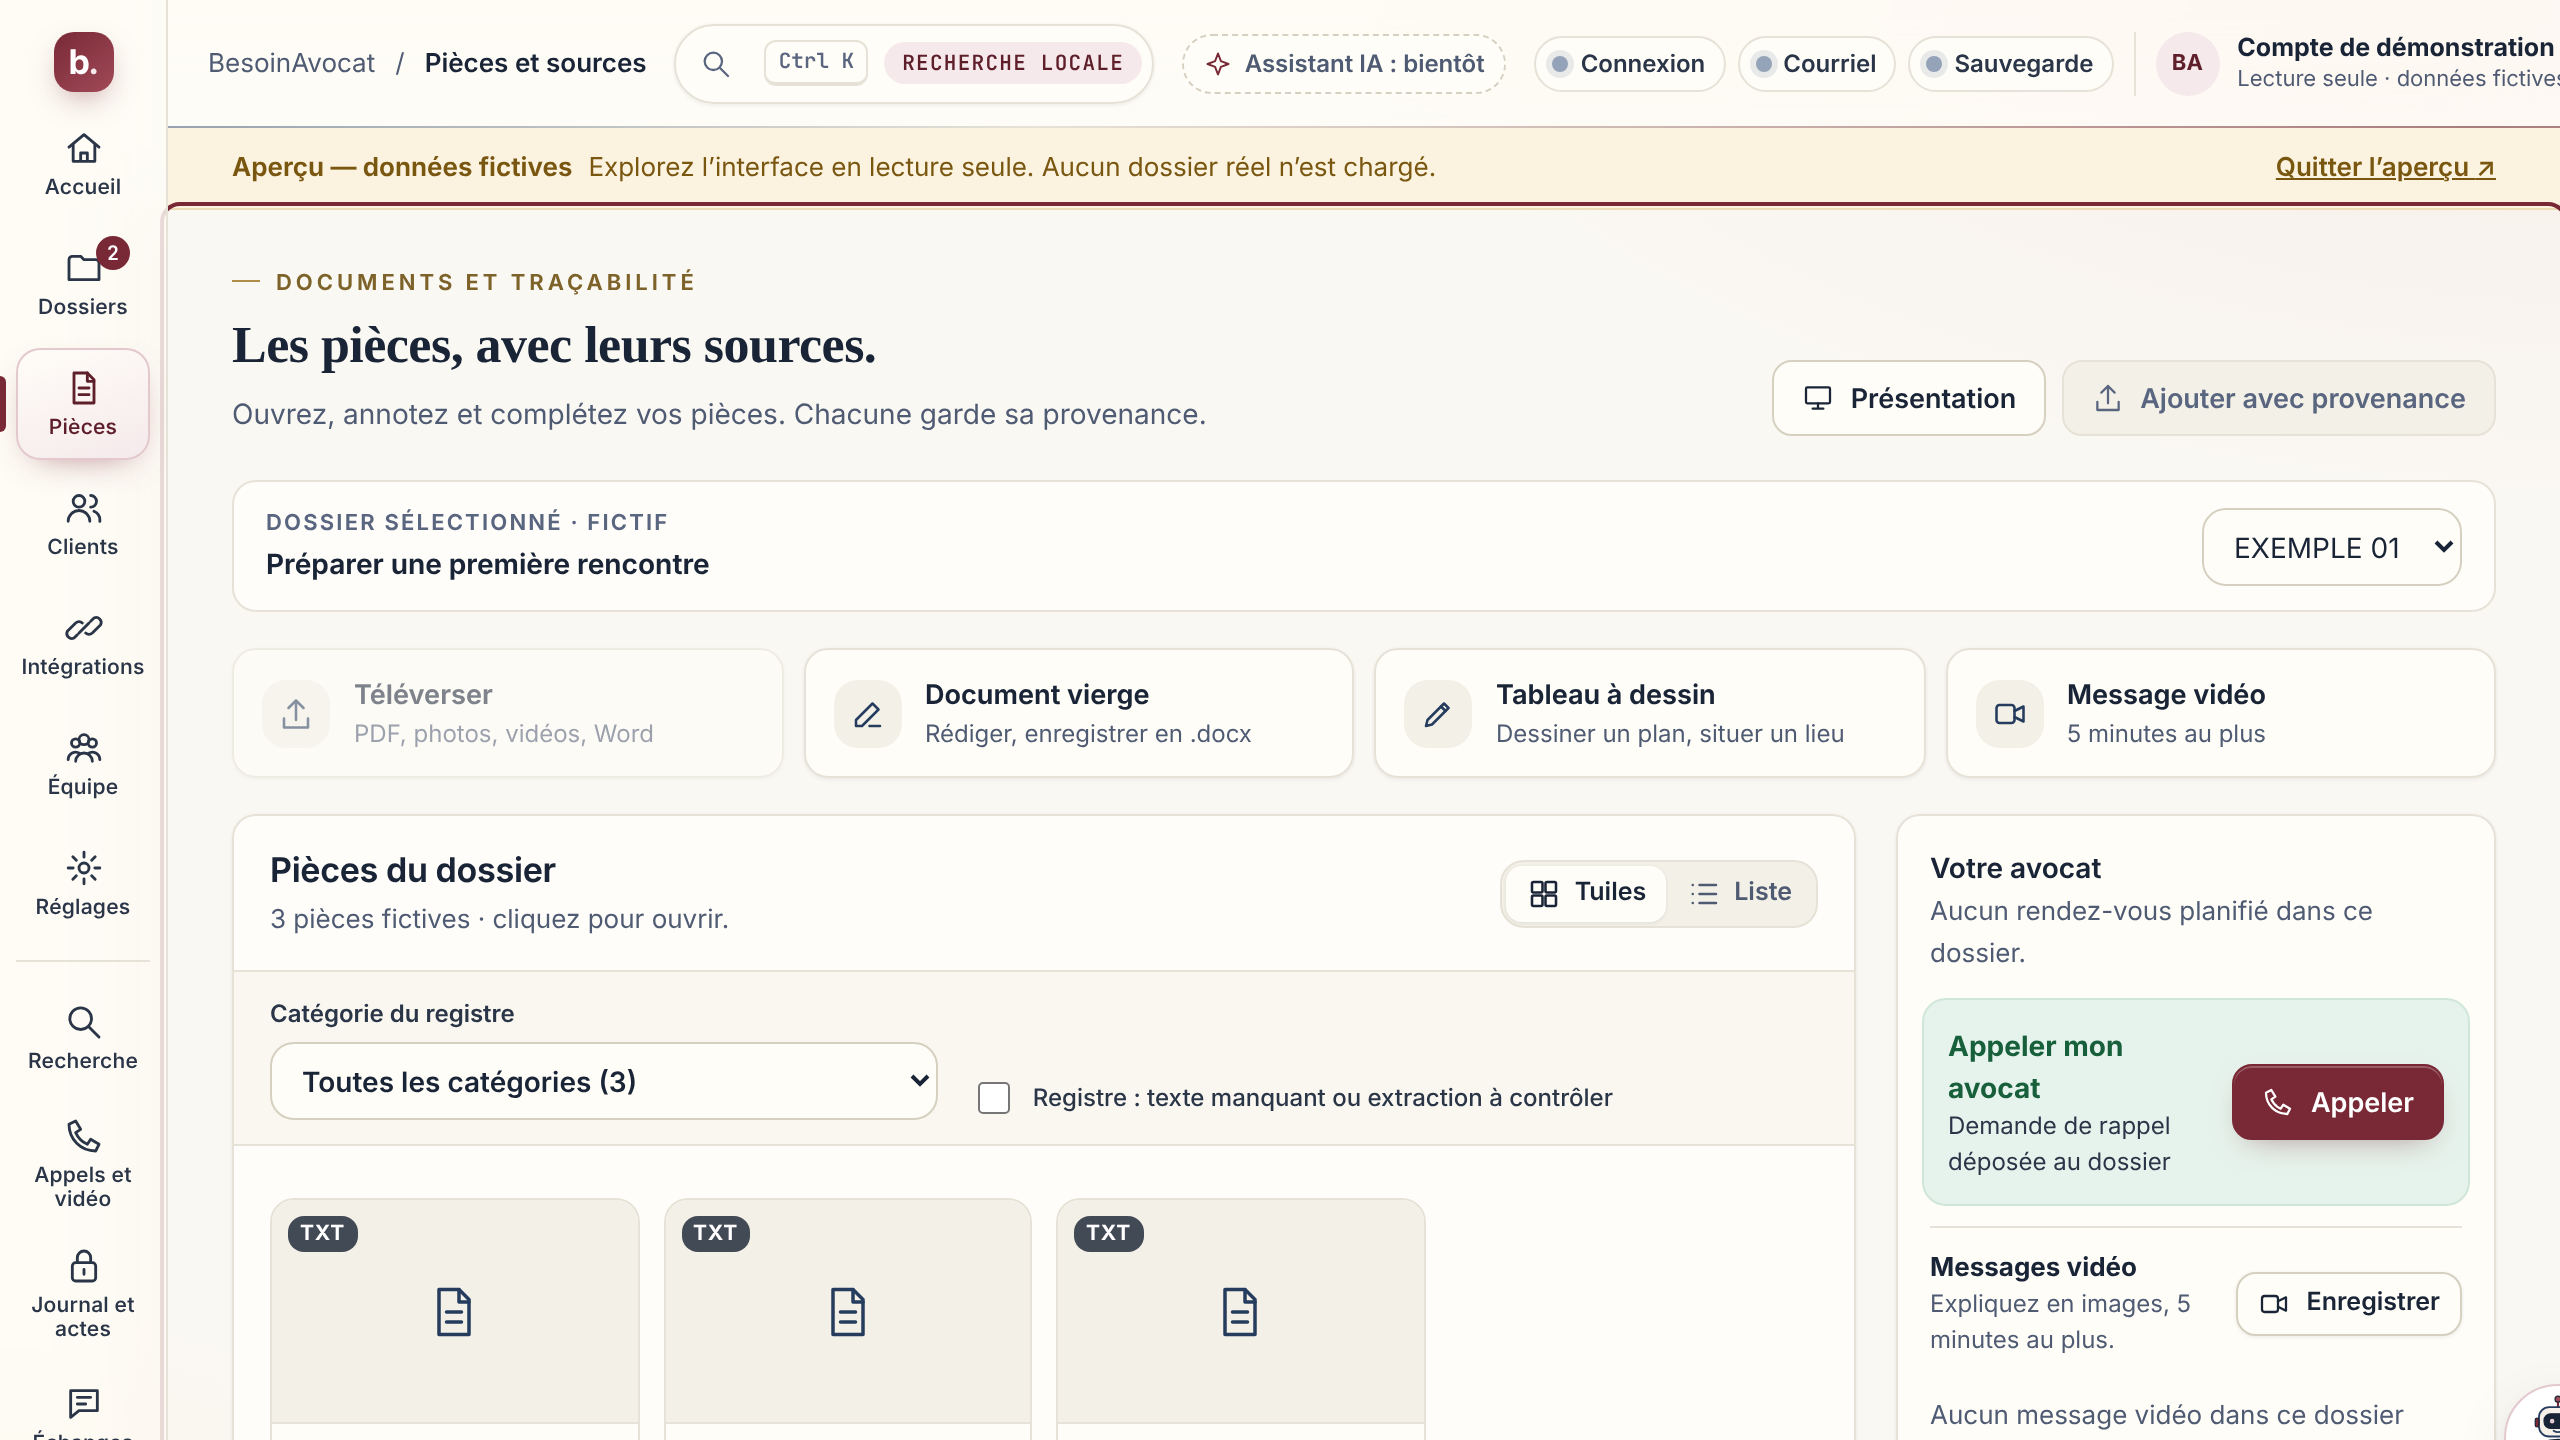 b.
BesoinAvocat / Pièces et sources
Ctrl K
RECHERCHE LOCALE
Assistant IA : bientôt
Connexion
Courriel
Sauvegarde
BA
Compte de démonstration
Lecture seule · données fictives
Aperçu — données fictives Explorez l’interface en lecture seule. Aucun dossier réel n’est chargé.
Quitter l’aperçu ↗
Accueil
2
Dossiers
Pièces
Clients
Intégrations
Équipe
Réglages
Recherche
Appels et
vidéo
Journal et
actes
Échanges
— DOCUMENTS ET TRAÇABILITÉ
Les pièces, avec leurs sources.
Ouvrez, annotez et complétez vos pièces. Chacune garde sa provenance.
Présentation
Ajouter avec provenance
DOSSIER SÉLECTIONNÉ · FICTIF
Préparer une première rencontre
EXEMPLE 01
Téléverser
PDF, photos, vidéos, Word
Document vierge
Rédiger, enregistrer en .docx
Tableau à dessin
Dessiner un plan, situer un lieu
Message vidéo
5 minutes au plus
Pièces du dossier
3 pièces fictives · cliquez pour ouvrir.
Tuiles
Liste
Catégorie du registre
Toutes les catégories (3)
Registre : texte manquant ou extraction à contrôler
TXT
TXT
TXT
Votre avocat
Aucun rendez-vous planifié dans ce
dossier.
Appeler mon
avocat
Demande de rappel
déposée au dossier
Appeler
Messages vidéo
Expliquez en images, 5
minutes au plus.
Enregistrer
Aucun message vidéo dans ce dossier